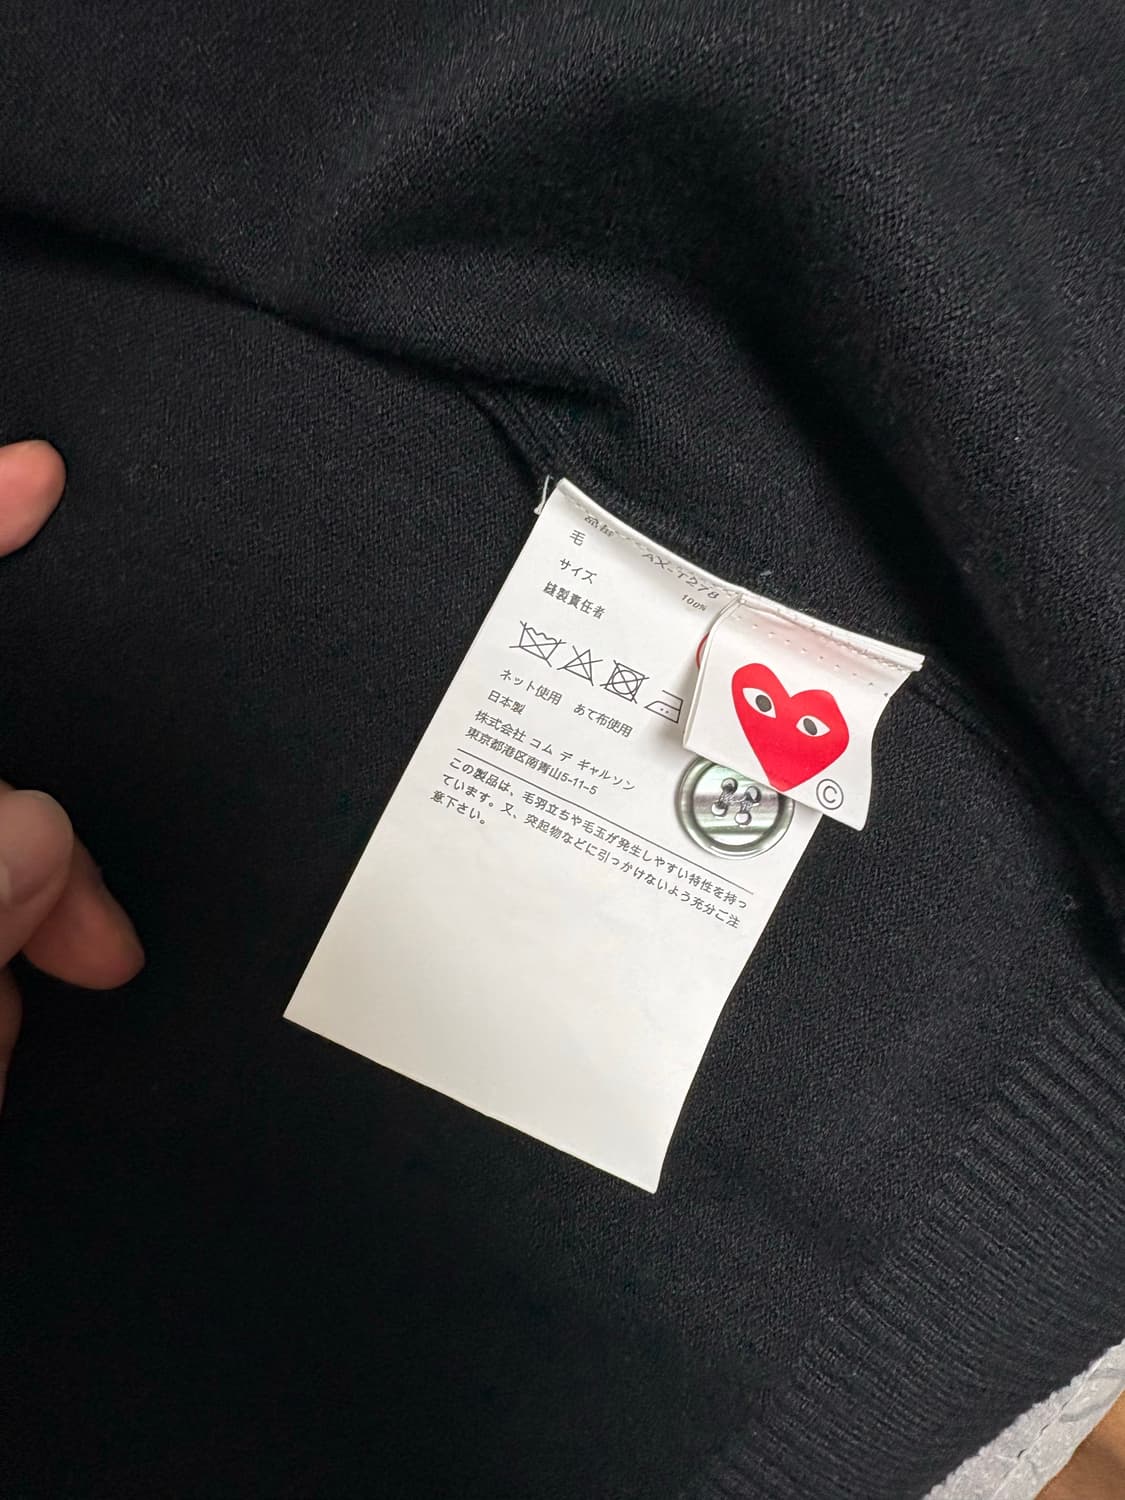 品番 AX-T278
毛 100%
サイズ
縫製責任者
ネット使用 あて布使用
日本製
株式会社 コム デ ギャルソン
東京都港区南青山5-11-5
この製品は、毛羽立ちや毛玉が発生しやすい特性を持っ
ています。又、突起物などに引っかけないよう充分ご注
意下さい。
©